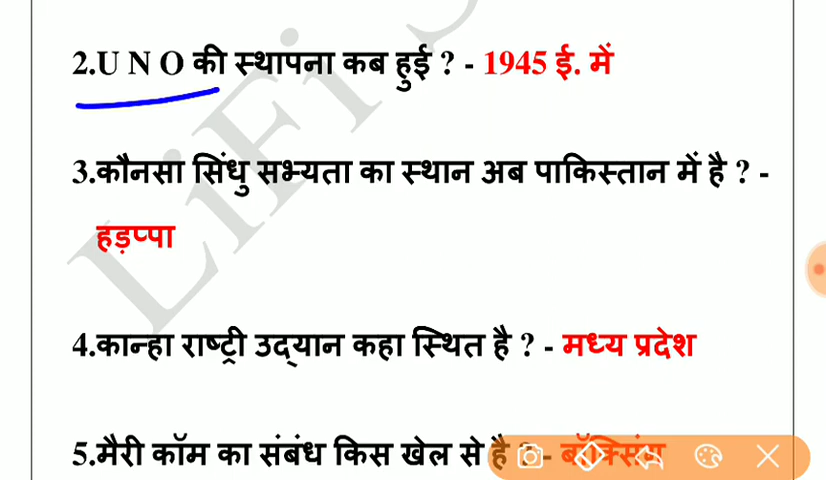 2.U N O की स्थापना कब हुई ? - 1945 ई. में
3.कौनसा सिंधु सभ्यता का स्थान अब पाकिस्तान में है ? -
हड़प्पा
4.कान्हा राष्ट्री उद्यान कहा स्थित है ? - मध्य प्रदेश
5.मैरी कॉम का संबंध किस खेल से है ? - बॉक्सिंग